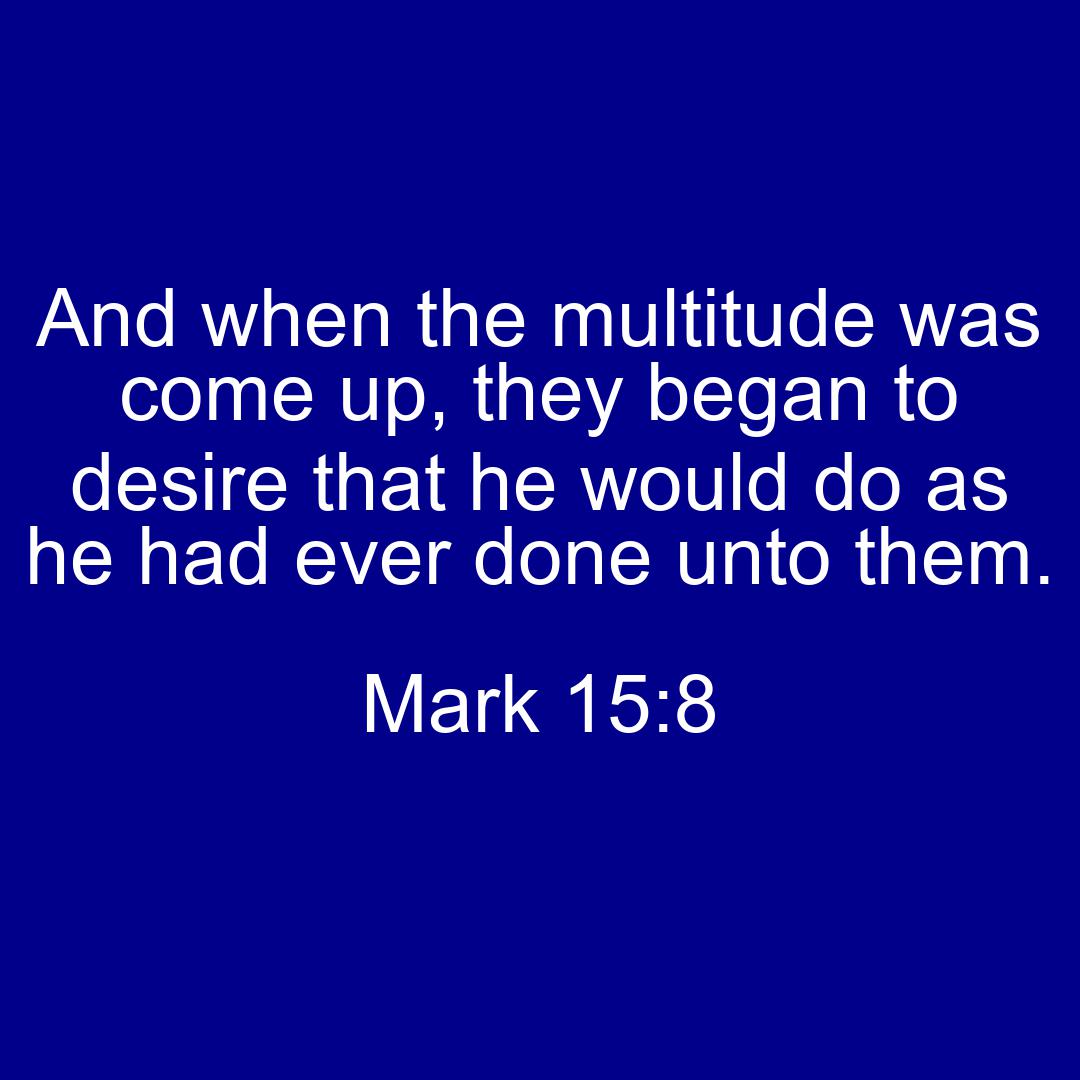 And when the multitude was
come up, they began to
desire that he would do as
he had ever done unto them.
Mark 15:8